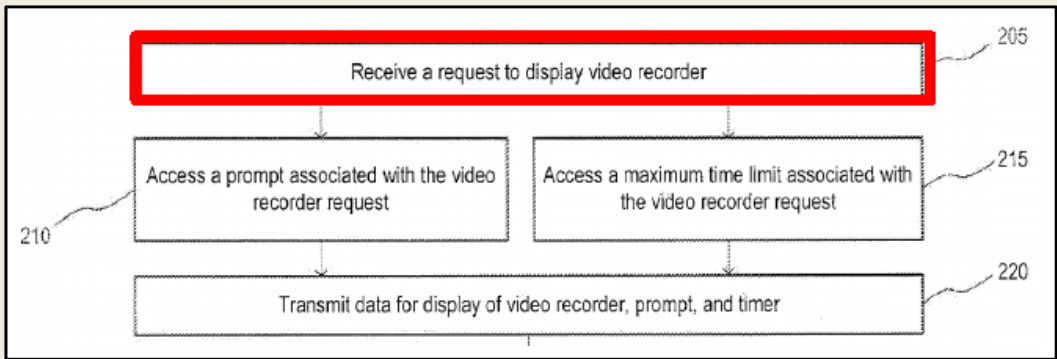 205
Receive a request to display video recorder
Access a prompt associated with the video
recorder request
210
Access a maximum time limit associated with
the video recorder request
215
Transmit data for display of video recorder, prompt, and timer
220